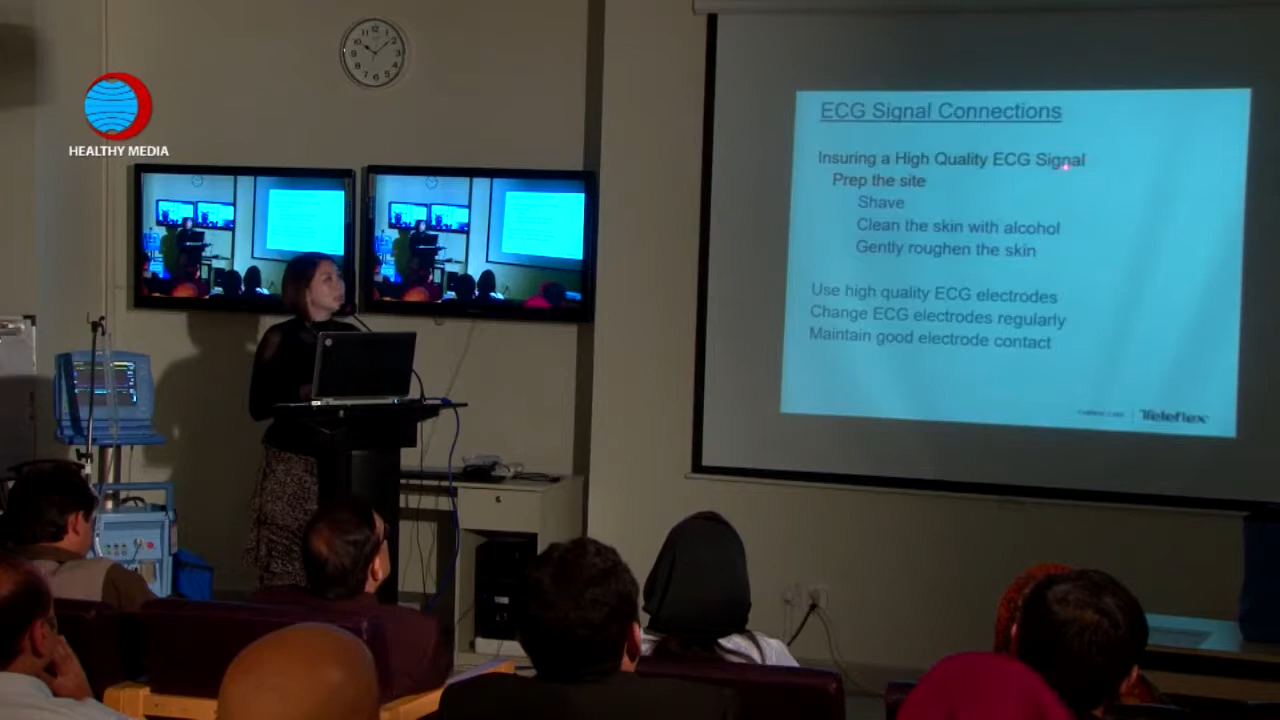 HEALTHY MEDIA
ECG Signal Connections
Insuring a High Quality ECG Signal
Prep the site
Shave
Clean the skin with alcohol
Gently roughen the skin
Use high quality ECG electrodes
Change ECG electrodes regularly
Maintain good electrode contact
Teleflex